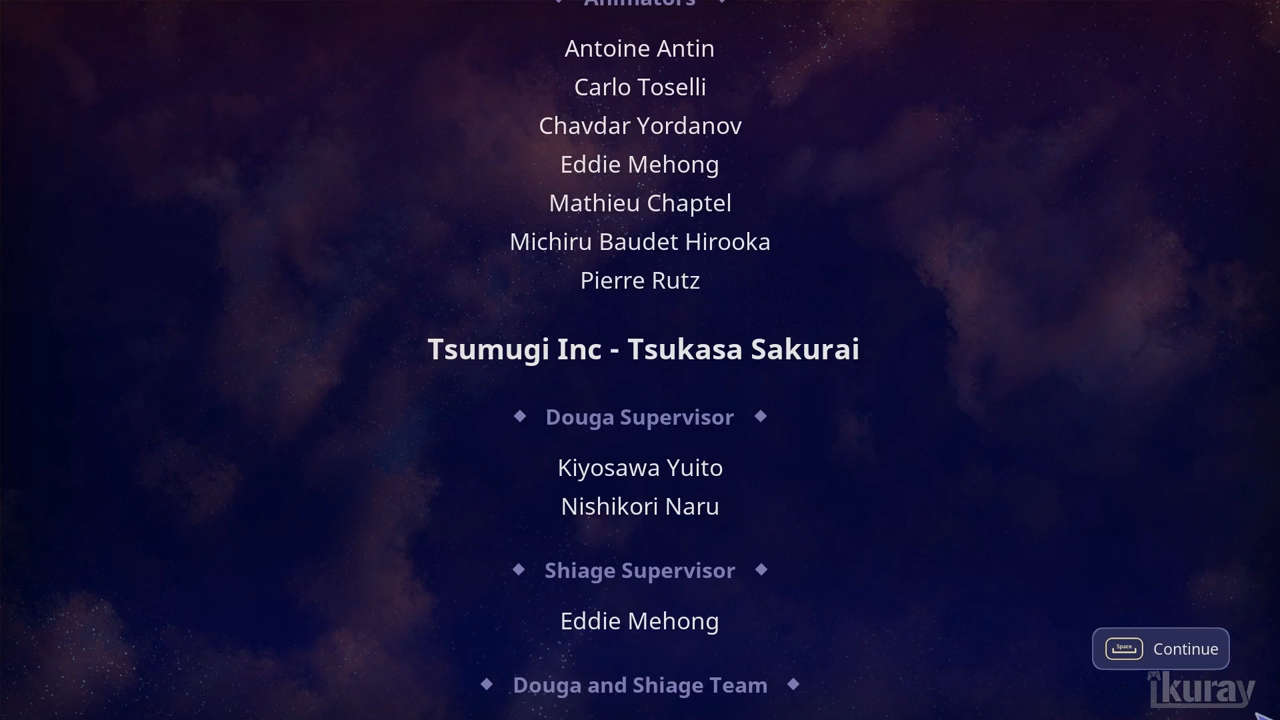 Animators
Antoine Antin
Carlo Toselli
Chavdar Yordanov
Eddie Mehong
Mathieu Chaptel
Michiru Baudet Hirooka
Pierre Rutz
Tsumugi Inc - Tsukasa Sakurai
Douga Supervisor
Kiyosawa Yuito
Nishikori Naru
Shiage Supervisor
Eddie Mehong
Space Continue
ikuray
Douga and Shiage Team